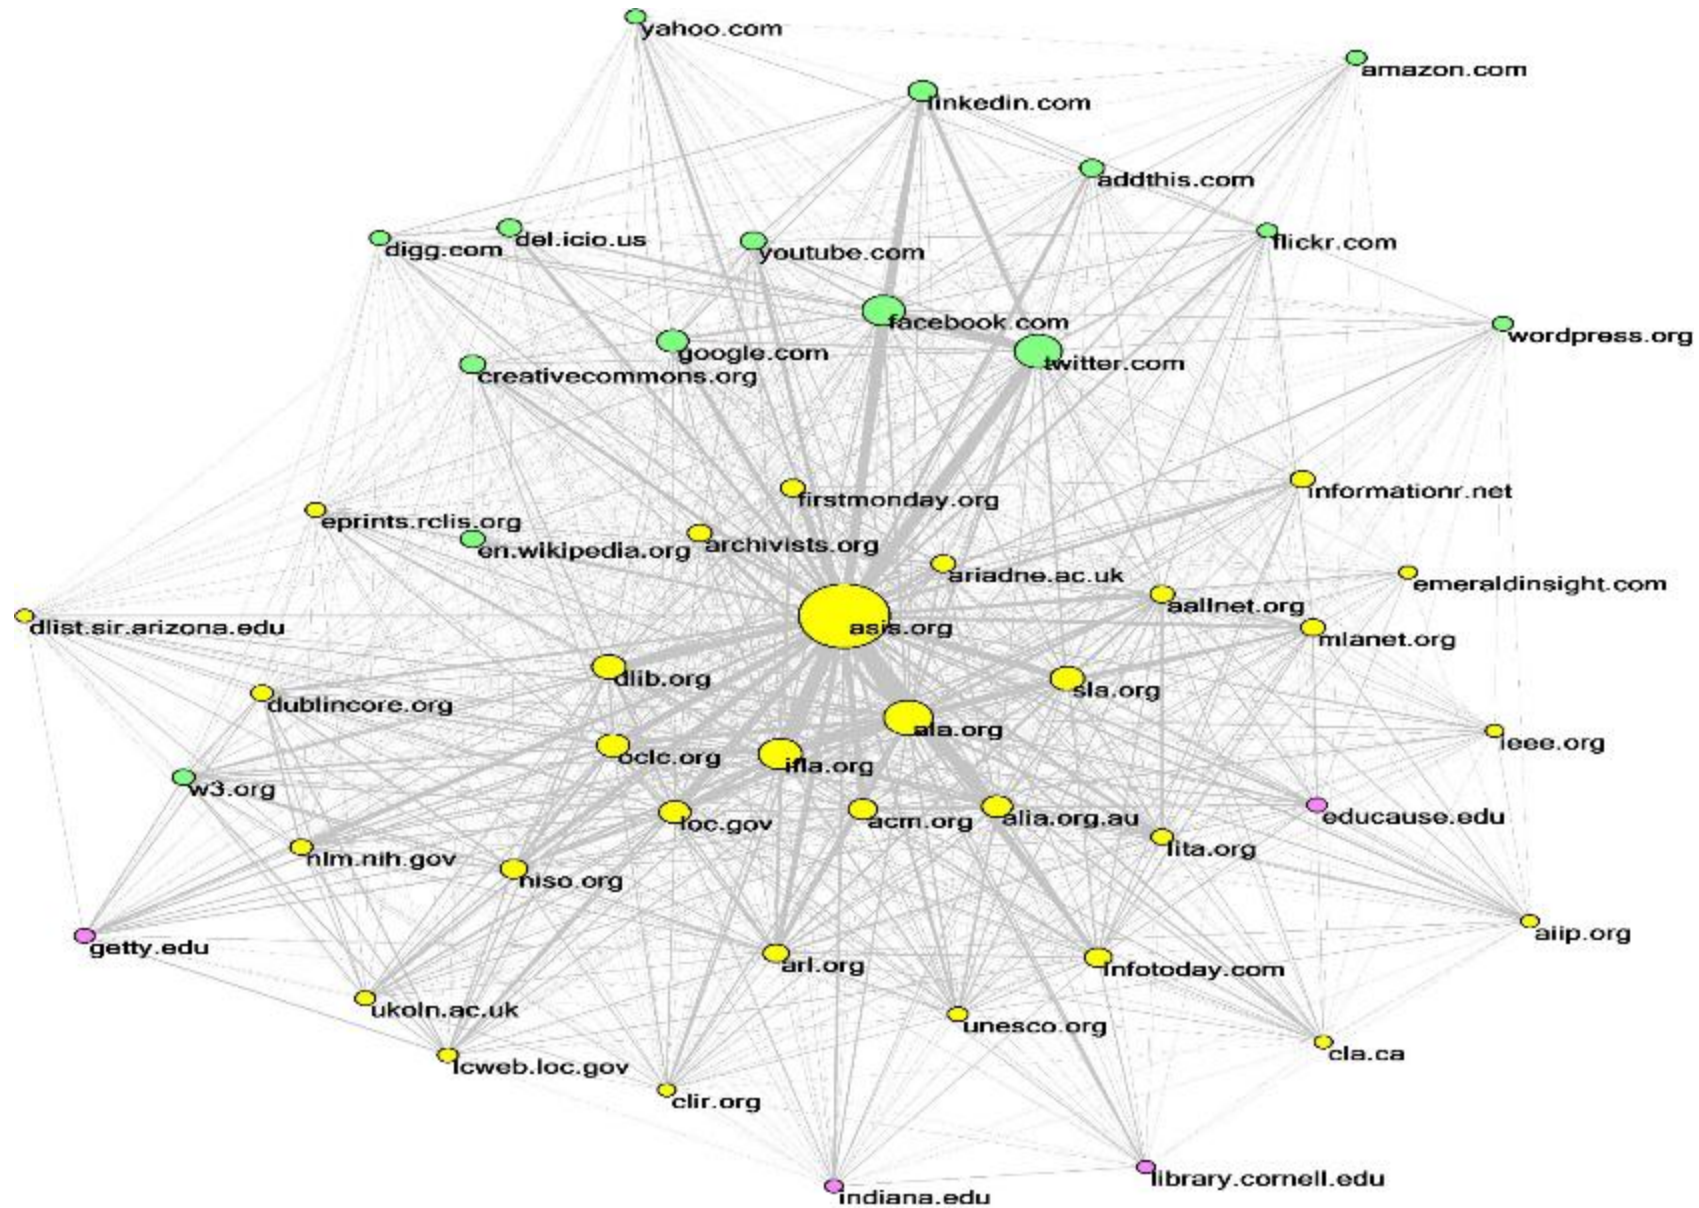 yahoo.com
amazon.com
linkedin.com
addthis.com
digg.com
del.icio.us
youtube.com
flickr.com
facebook.com
wordpress.org
google.com
twitter.com
creativecommons.org
informationr.net
firstmonday.org
eprints.rclis.org
en.wikipedia.org
archivists.org
ariadne.ac.uk
emeraldinsight.com
aallnet.org
dlist.sir.arizona.edu
asis.org
mlanet.org
dlib.org
sla.org
dublincore.org
ala.org
ieee.org
oclc.org
ifla.org
w3.org
loc.gov
acm.org
alia.org.au
educause.edu
nlm.nih.gov
lita.org
niso.org
getty.edu
aiip.org
arl.org
infotoday.com
ukoln.ac.uk
unesco.org
cla.ca
lcweb.loc.gov
clir.org
library.cornell.edu
indiana.edu